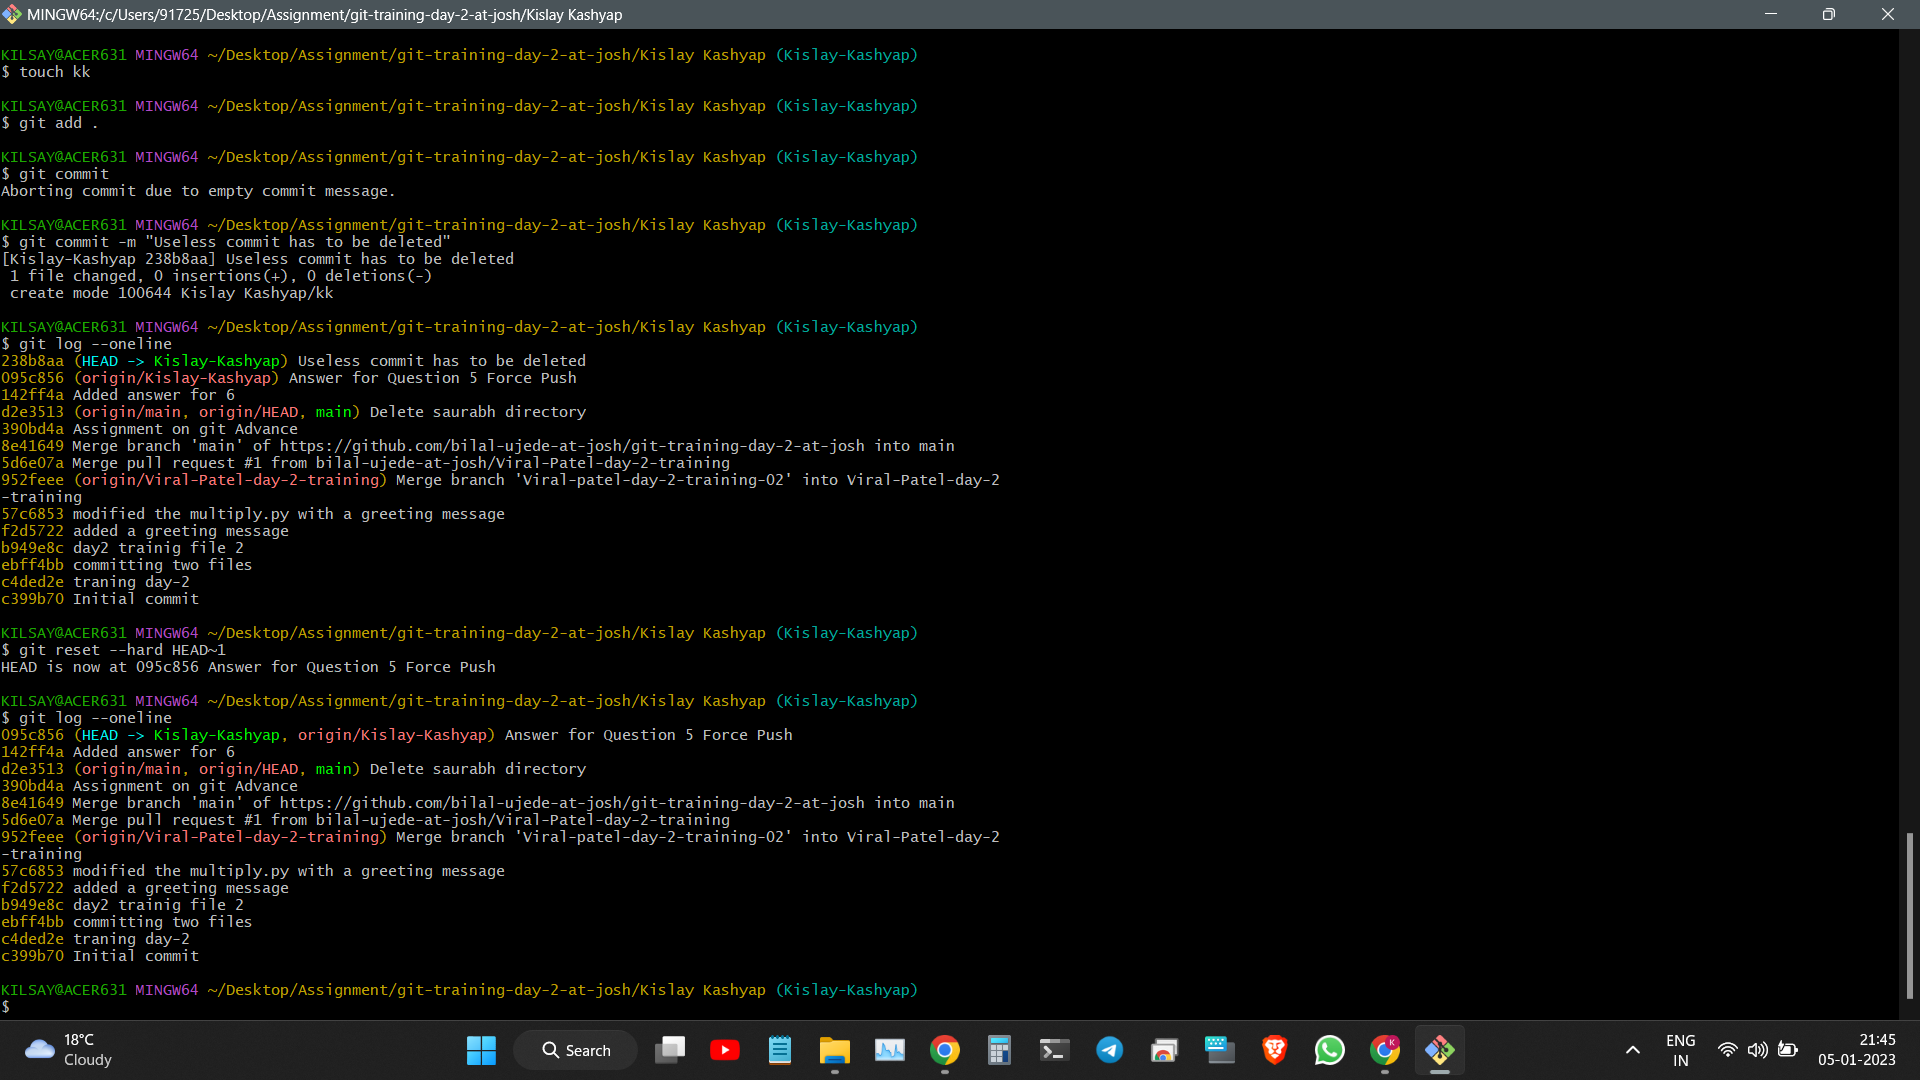 MINGW64:/c/Users/91725/Desktop/Assignment/git-training-day-2-at-josh/Kislay Kashyap
KILSAY@ACER631 MINGW64 ~/Desktop/Assignment/git-training-day-2-at-josh/Kislay Kashyap (Kislay-Kashyap)
$ touch kk
KILSAY@ACER631 MINGW64 ~/Desktop/Assignment/git-training-day-2-at-josh/Kislay Kashyap (Kislay-Kashyap)
$ git add .
KILSAY@ACER631 MINGW64 ~/Desktop/Assignment/git-training-day-2-at-josh/Kislay Kashyap (Kislay-Kashyap)
$ git commit
Aborting commit due to empty commit message.
KILSAY@ACER631 MINGW64 ~/Desktop/Assignment/git-training-day-2-at-josh/Kislay Kashyap (Kislay-Kashyap)
$ git commit -m "Useless commit has to be deleted"
[Kislay-Kashyap 238b8aa] Useless commit has to be deleted
1 file changed, 0 insertions(+), 0 deletions(-)
create mode 100644 Kislay Kashyap/kk
KILSAY@ACER631 MINGW64 ~/Desktop/Assignment/git-training-day-2-at-josh/Kislay Kashyap (Kislay-Kashyap)
$ git log --oneline
238b8aa (HEAD -> Kislay-Kashyap) Useless commit has to be deleted
095c856 (origin/Kislay-Kashyap) Answer for Question 5 Force Push
142ff4a Added answer for 6
d2e3513 (origin/main, origin/HEAD, main) Delete saurabh directory
390bd4a Assignment on git Advance
8e41649 Merge branch 'main' of https://github.com/bilal-ujede-at-josh/git-training-day-2-at-josh into main
5d6e07a Merge pull request #1 from bilal-ujede-at-josh/Viral-Patel-day-2-training
952feee (origin/Viral-Patel-day-2-training) Merge branch 'Viral-patel-day-2-training-02' into Viral-Patel-day-2
-training
57c6853 modified the multiply.py with a greeting message
f2d5722 added a greeting message
b949e8c day2 trainig file 2
ebff4bb committing two files
c4ded2e traning day-2
c399b70 Initial commit
KILSAY@ACER631 MINGW64 ~/Desktop/Assignment/git-training-day-2-at-josh/Kislay Kashyap (Kislay-Kashyap)
$ git reset --hard HEAD~1
HEAD is now at 095c856 Answer for Question 5 Force Push
KILSAY@ACER631 MINGW64 ~/Desktop/Assignment/git-training-day-2-at-josh/Kislay Kashyap (Kislay-Kashyap)
$ git log --oneline
095c856 (HEAD -> Kislay-Kashyap, origin/Kislay-Kashyap) Answer for Question 5 Force Push
142ff4a Added answer for 6
d2e3513 (origin/main, origin/HEAD, main) Delete saurabh directory
390bd4a Assignment on git Advance
8e41649 Merge branch 'main' of https://github.com/bilal-ujede-at-josh/git-training-day-2-at-josh into main
5d6e07a Merge pull request #1 from bilal-ujede-at-josh/Viral-Patel-day-2-training
952feee (origin/Viral-Patel-day-2-training) Merge branch 'Viral-patel-day-2-training-02' into Viral-Patel-day-2
-training
57c6853 modified the multiply.py with a greeting message
f2d5722 added a greeting message
b949e8c day2 trainig file 2
ebff4bb committing two files
c4ded2e traning day-2
c399b70 Initial commit
KILSAY@ACER631 MINGW64 ~/Desktop/Assignment/git-training-day-2-at-josh/Kislay Kashyap (Kislay-Kashyap)
$
18°C
Cloudy
Search
K
ENG
IN
21:45
05-01-2023